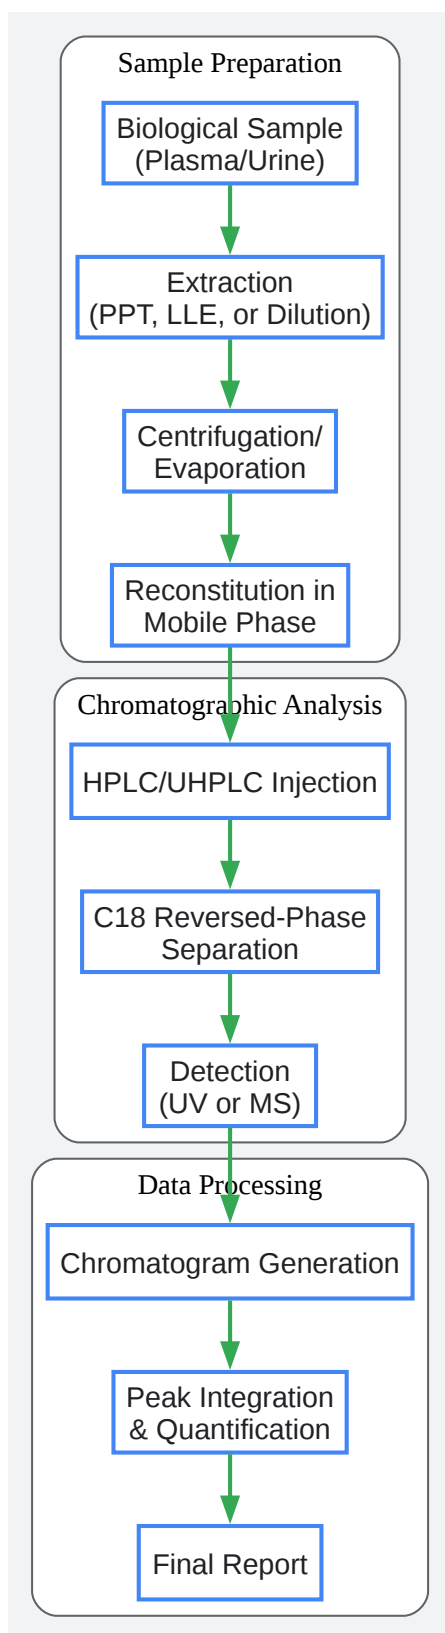 Sample Preparation
Biological Sample
(Plasma/Urine)
Extraction
(PPT, LLE, or Dilution)
Centrifugation/
Evaporation
Reconstitution in
Mobile Phase
Chromatographic Analysis
HPLC/UHPLC Injection
C18 Reversed-Phase
Separation
Detection
(UV or MS)
Data Processing
Chromatogram Generation
Peak Integration
& Quantification
Final Report